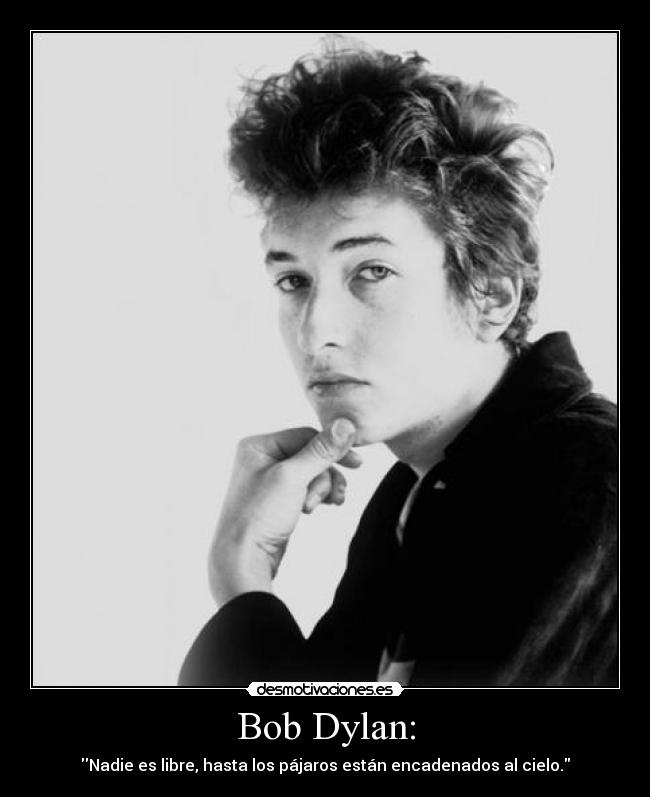 desmotivaciones.es
Bob Dylan:
"Nadie es libre, hasta los pájaros están encadenados al cielo."